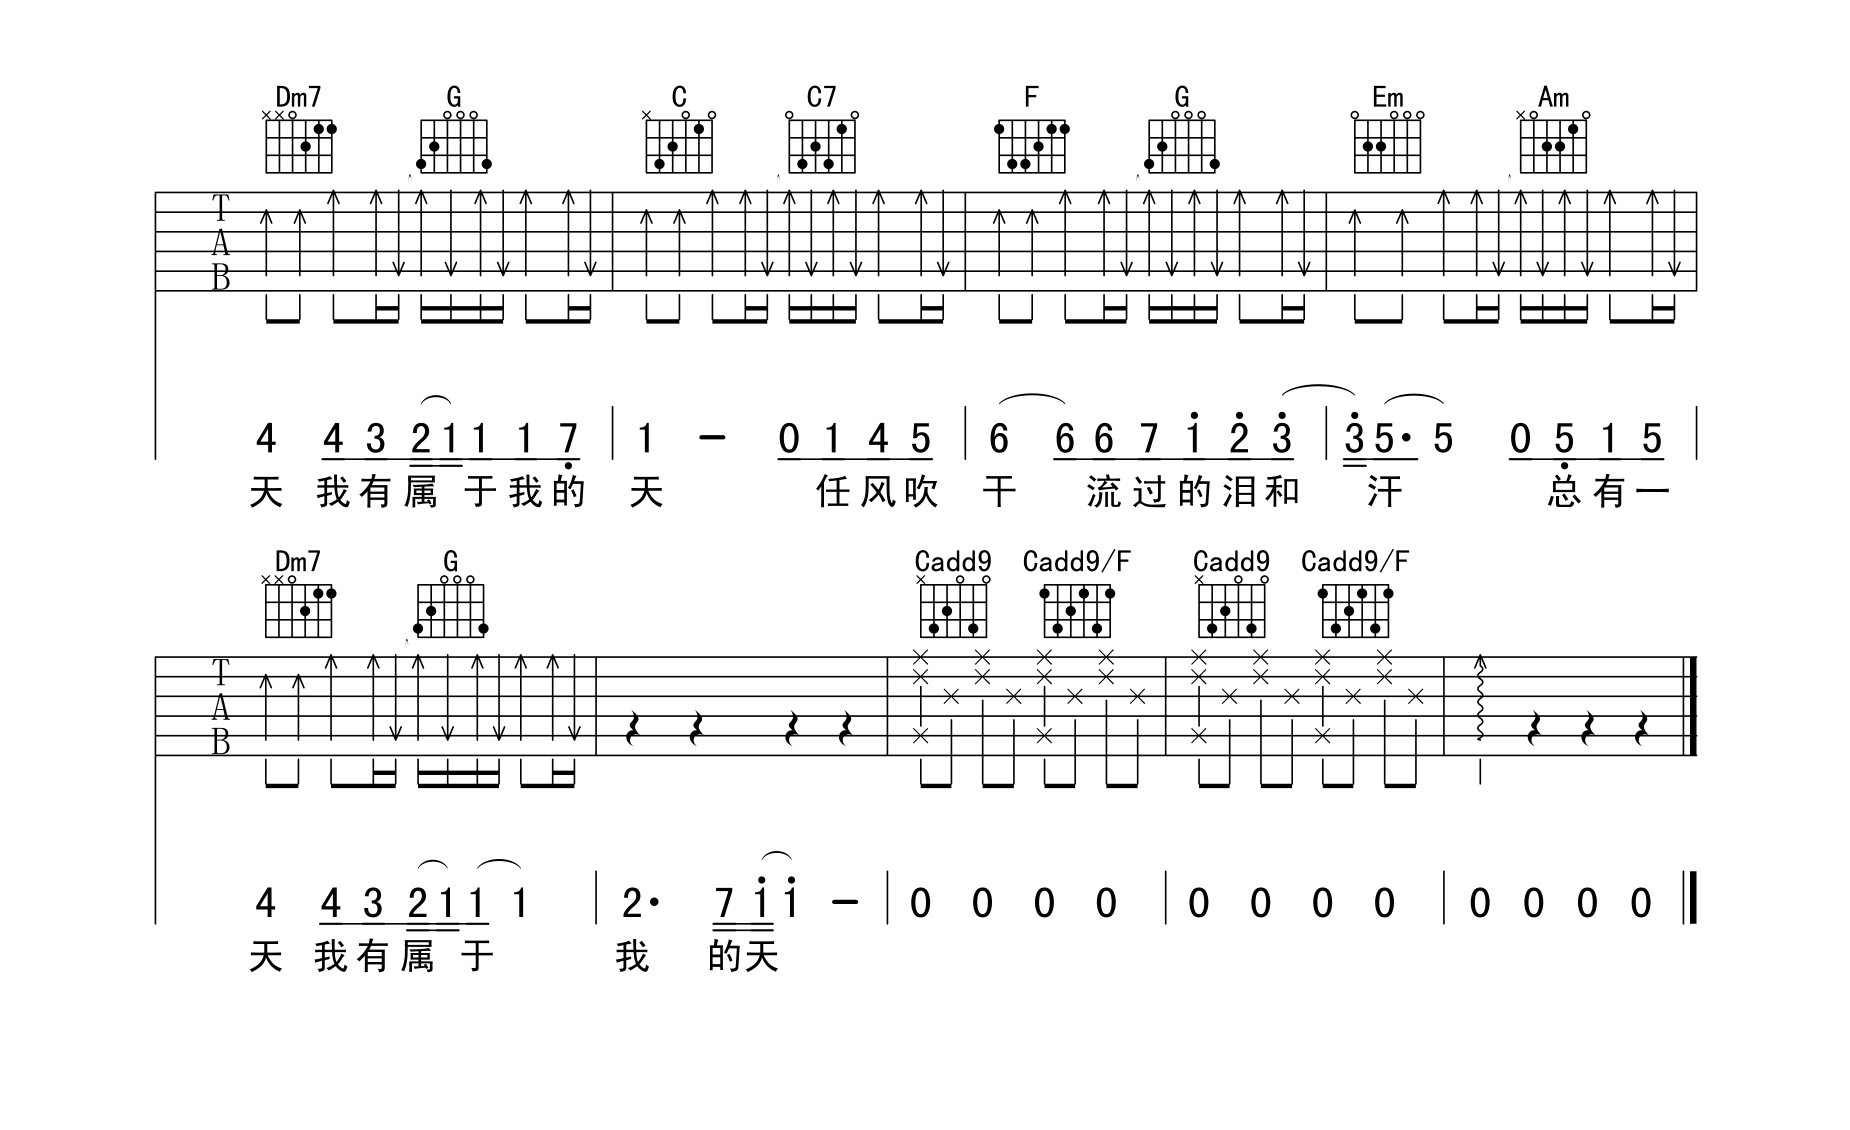 Dm7 G C C7 F G Em Am
T
A
B
4 4 3 2 1 1 1 7 1 - 0 1 4 5 6 6 6 7 1 2 3 3 5· 5 0 5 1 5
天 我有属 于我的 天 任风吹 干 流过的泪和 汗 总有一
Dm7 G Cadd9 Cadd9/F Cadd9 Cadd9/F
T
A
B
4 4 3 2 1 1 1 2· 7 1 1 - 0 0 0 0 0 0 0 0 0 0 0 0
天 我有属 于 我 的天